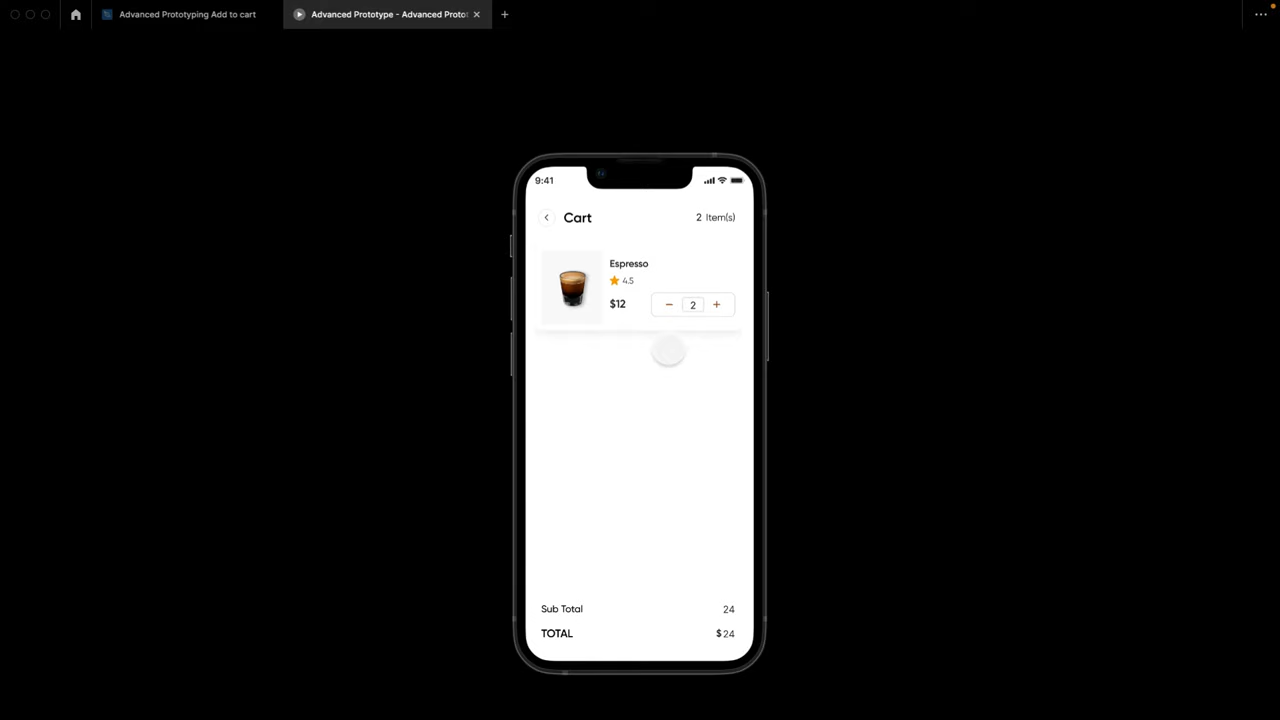 Advanced Prototyping Add to cart
Advanced Prototype - Advanced Proto
9:41
Cart
2 Item(s)
Espresso
4.5
$12
- 2 +
Sub Total
24
TOTAL
$ 24